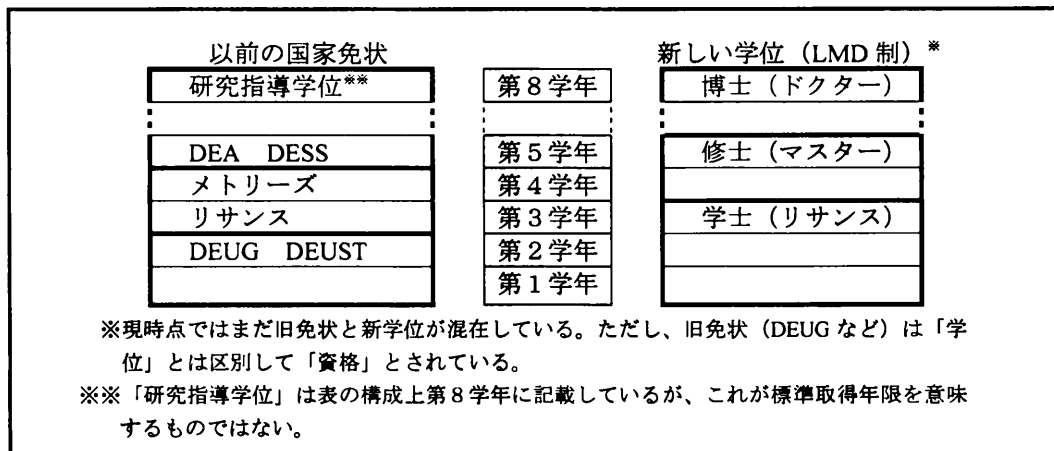 以前の国家免状 新しい学位（LMD 制）※
研究指導学位※※ 第８学年 博士（ドクター）
DEA DESS 第５学年 修士（マスター）
メトリーズ 第４学年
リサンス 第３学年 学士（リサンス）
DEUG DEUST 第２学年
第１学年
※現時点ではまだ旧免状と新学位が混在している。ただし、旧免状（DEUG など）は「学
位」とは区別して「資格」とされている。
※※「研究指導学位」は表の構成上第８学年に記載しているが、これが標準取得年限を意味
するものではない。